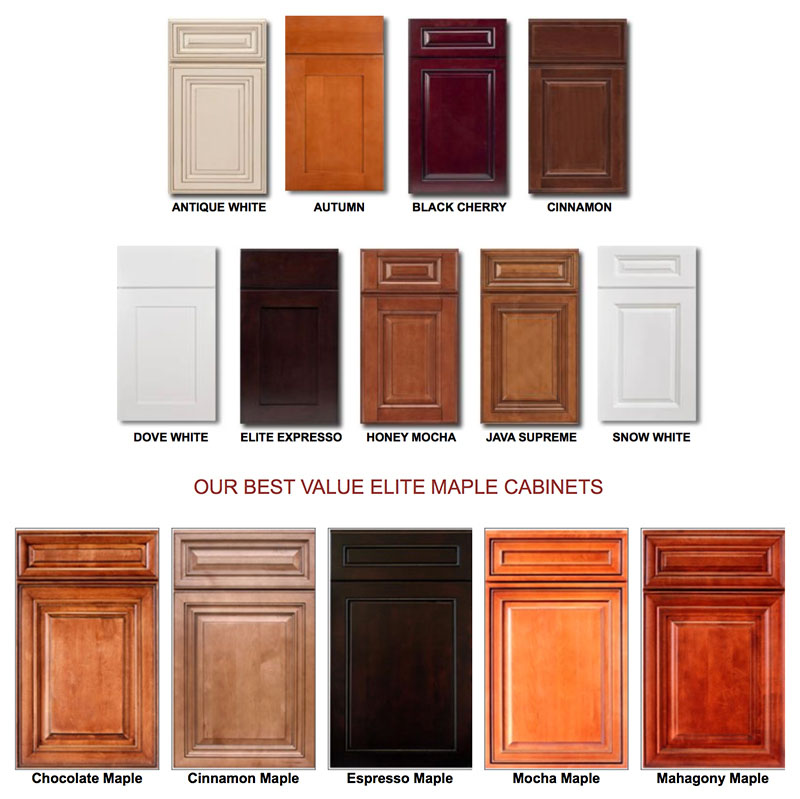 ANTIQUE WHITE
AUTUMN
BLACK CHERRY
CINNAMON
DOVE WHITE
ELITE EXPRESSO
HONEY MOCHA
JAVA SUPREME
SNOW WHITE
OUR BEST VALUE ELITE MAPLE CABINETS
Chocolate Maple
Cinnamon Maple
Espresso Maple
Mocha Maple
Mahagony Maple